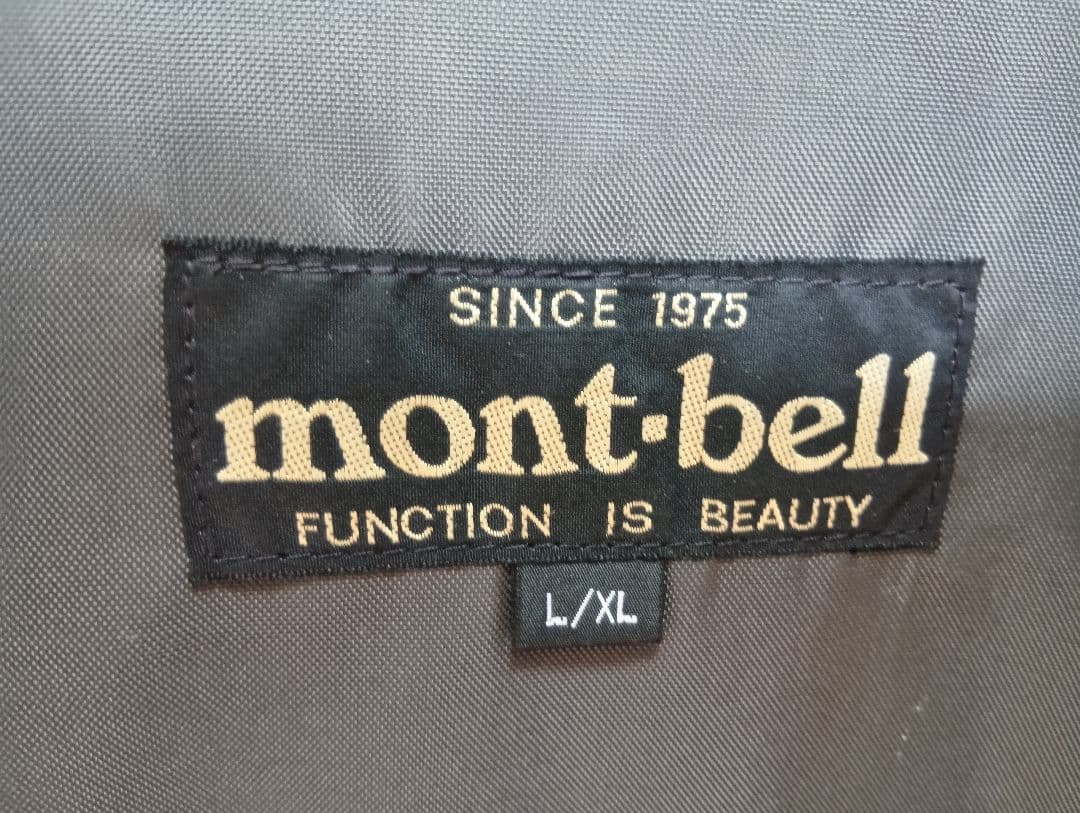 SINCE 1975
mont·bell
FUNCTION IS BEAUTY
L/XL